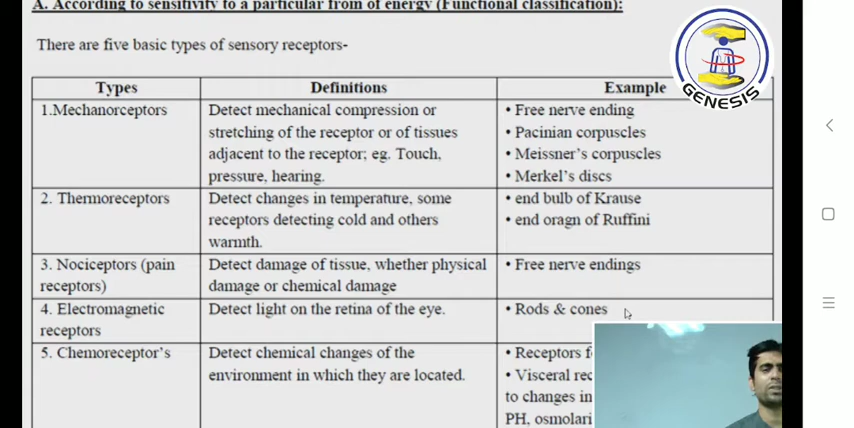 A. According to sensitivity to a particular from of energy (Functional classification):
There are five basic types of sensory receptors-
Types Definitions Example
1.Mechanorceptors
Detect mechanical compression or
stretching of the receptor or of tissues
adjacent to the receptor; eg. Touch,
pressure, hearing.
• Free nerve ending
• Pacinian corpuscles
• Meissner's corpuscles
• Merkel's discs
2. Thermoreceptors
Detect changes in temperature, some
receptors detecting cold and others
warmth.
• end bulb of Krause
• end oragn of Ruffini
3. Nociceptors (pain
receptors)
Detect damage of tissue, whether physical
damage or chemical damage
• Free nerve endings
4. Electromagnetic
receptors
Detect light on the retina of the eye.
• Rods & cones
5. Chemoreceptor's
Detect chemical changes of the
environment in which they are located.
• Receptors
• Visceral
to changes in
PH,
GENESIS